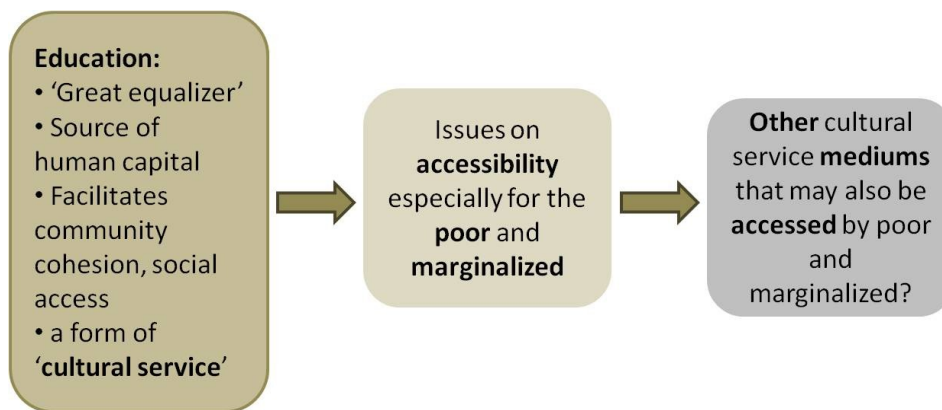 Education:
• ‘Great equalizer’
• Source of
human capital
• Facilitates
community
cohesion, social
access
• a form of
‘cultural service’
Issues on
accessibility
especially for the
poor and
marginalized
Other cultural
service mediums
that may also be
accessed by poor
and
marginalized?